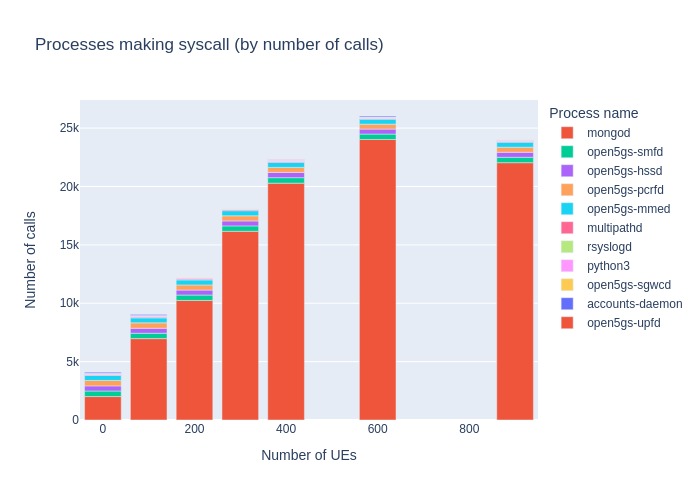 Processes making syscall (by number of calls)
Process name
mongod
open5gs-smfd
open5gs-hssd
open5gs-pcrfd
open5gs-mmed
multipathd
rsyslogd
python3
open5gs-sgwcd
accounts-daemon
open5gs-upfd
Number of calls
25k
20k
15k
10k
5k
0
0 200 400 600 800
Number of UEs